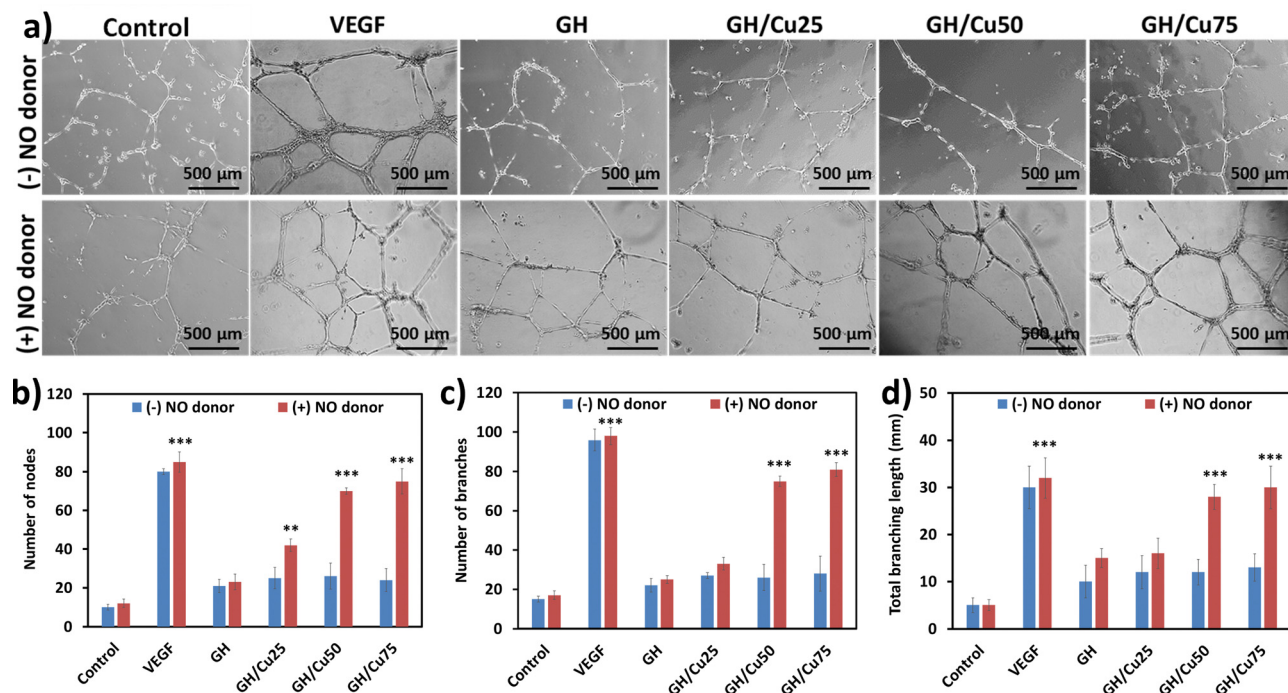 a)
Control VEGF GH GH/Cu25 GH/Cu50 GH/Cu75
(-) NO donor
500 μm 500 μm 500 μm 500 μm 500 μm 500 μm
(+) NO donor
500 μm 500 μm 500 μm 500 μm 500 μm 500 μm
b)
Number of nodes
120
100
80
60
40
20
0
(-) NO donor (+) NO donor
***
**
***
***
Control VEGF GH GH/Cu25 GH/Cu50 GH/Cu75
c)
Number of branches
120
100
80
60
40
20
0
(-) NO donor (+) NO donor
***
***
***
Control VEGF GH GH/Cu25 GH/Cu50 GH/Cu75
d)
Total branching length (mm)
50
40
30
20
10
0
(-) NO donor (+) NO donor
***
***
***
Control VEGF GH GH/Cu25 GH/Cu50 GH/Cu75